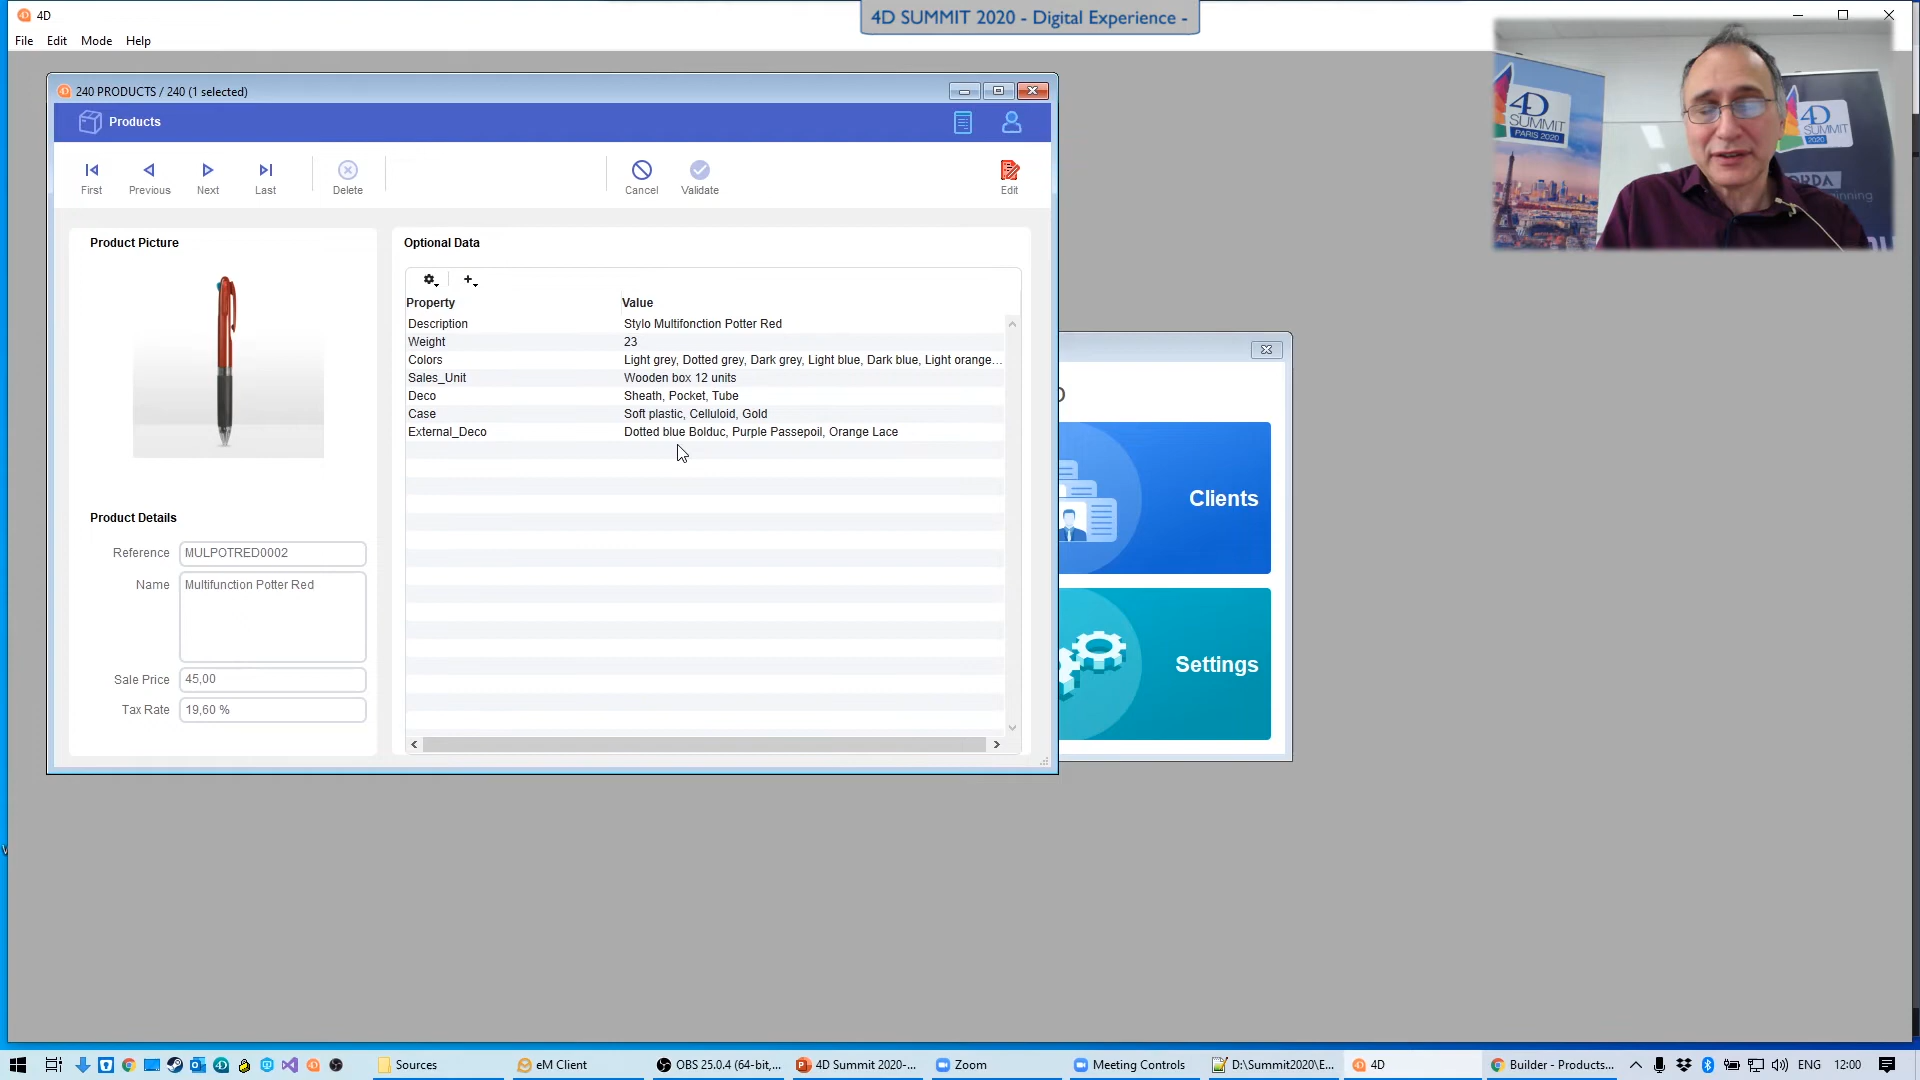 4D
4D SUMMIT 2020 - Digital Experience -
File Edit Mode Help
240 PRODUCTS / 240 (1 selected)
Products
First Previous Next Last Delete Cancel Validate Edit
Product Picture
Optional Data
Property Value
Description Stylo Multifonction Potter Red
Weight 23
Colors Light grey, Dotted grey, Dark grey, Light blue, Dark blue, Light orange...
Sales_Unit Wooden box 12 units
Deco Sheath, Pocket, Tube
Case Soft plastic, Celluloid, Gold
External_Deco Dotted blue Bolduc, Purple Passepoil, Orange Lace
Product Details
Reference MULPOTRED0002
Name Multifunction Potter Red
Sale Price 45,00
Tax Rate 19,60 %
Clients
Settings
4D
SUMMIT
PARIS 2020
4D
SUMMIT
2020
Sources
eM Client
OBS 25.0.4 (64-bit,...
4D Summit 2020-...
Zoom
Meeting Controls
D:\Summit2020\E...
4D
Builder - Products...
ENG
12:00